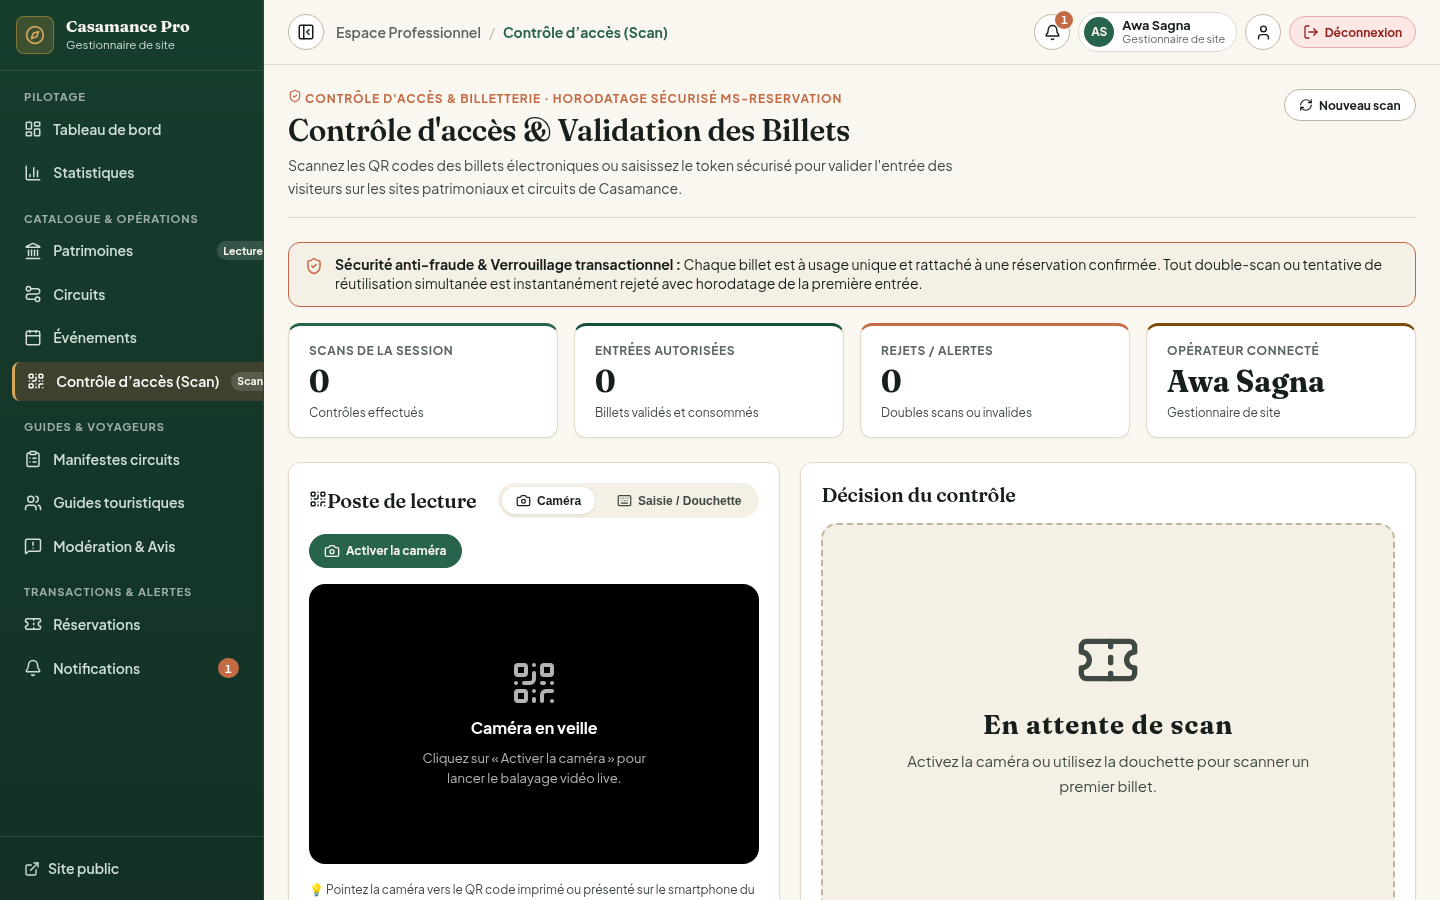 Casamance Pro
Gestionnaire de site
PILOTAGE
Tableau de bord
Statistiques
CATALOGUE & OPÉRATIONS
Patrimoines
Lecture
Circuits
Événements
Contrôle d’accès (Scan)
Scan
GUIDES & VOYAGEURS
Manifestes circuits
Guides touristiques
Modération & Avis
TRANSACTIONS & ALERTES
Réservations
Notifications
1
Site public
Espace Professionnel / Contrôle d’accès (Scan)
1
AS
Awa Sagna
Gestionnaire de site
Déconnexion
CONTRÔLE D'ACCÈS & BILLETTERIE · HORODATAGE SÉCURISÉ MS-RESERVATION
Contrôle d'accès & Validation des Billets
Scannez les QR codes des billets électroniques ou saisissez le token sécurisé pour valider l'entrée des
visiteurs sur les sites patrimoniaux et circuits de Casamance.
Nouveau scan
Sécurité anti-fraude & Verrouillage transactionnel : Chaque billet est à usage unique et rattaché à une réservation confirmée. Tout double-scan ou tentative de
réutilisation simultanée est instantanément rejeté avec horodatage de la première entrée.
SCANS DE LA SESSION
0
Contrôles effectués
ENTRÉES AUTORISÉES
0
Billets validés et consommés
REJETS / ALERTES
0
Doubles scans ou invalides
OPÉRATEUR CONNECTÉ
Awa Sagna
Gestionnaire de site
Poste de lecture
Caméra
Saisie / Douchette
Activer la caméra
Caméra en veille
Cliquez sur « Activer la caméra » pour
lancer le balayage vidéo live.
💡 Pointez la caméra vers le QR code imprimé ou présenté sur le smartphone du
Décision du contrôle
En attente de scan
Activez la caméra ou utilisez la douchette pour scanner un
premier billet.